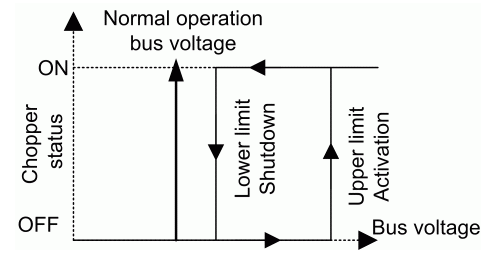 Normal operation
bus voltage
ON
Chopper
status
Lower limit
Shutdown
Upper limit
Activation
OFF
Bus voltage